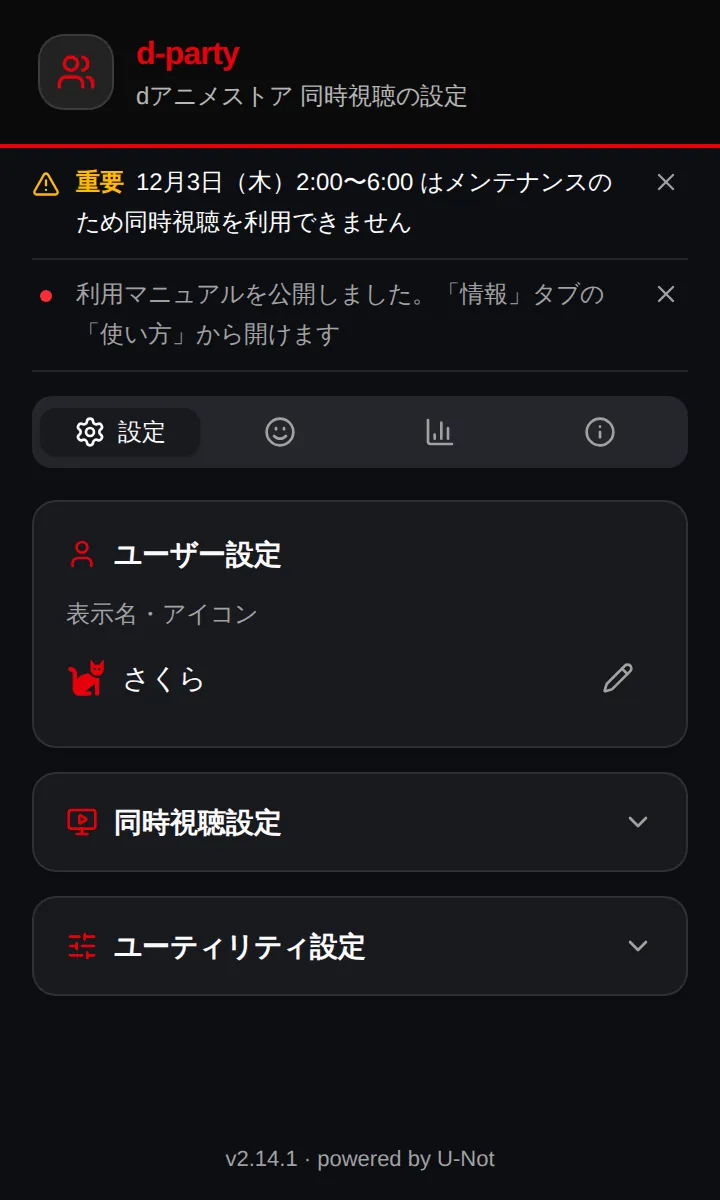 d-party
dアニメストア 同時視聴の設定
重要 12月3日（木）2:00〜6:00 はメンテナンスの
ため同時視聴を利用できません
利用マニュアルを公開しました。「情報」タブの
「使い方」から開けます
設定
ユーザー設定
表示名・アイコン
さくら
同時視聴設定
ユーティリティ設定
v2.14.1 · powered by U-Not